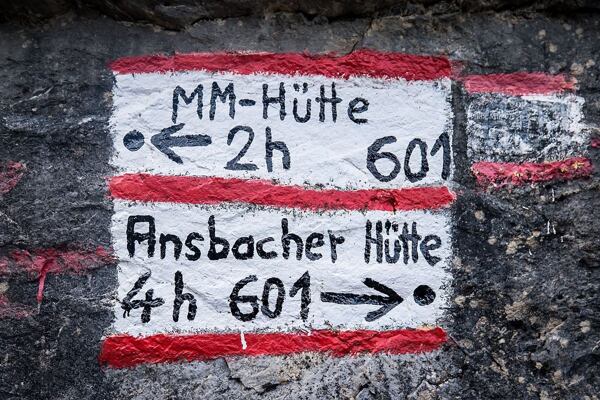 MM-Hütte
•← 2h 601
Ansbacher Hütte
4h 601 →•